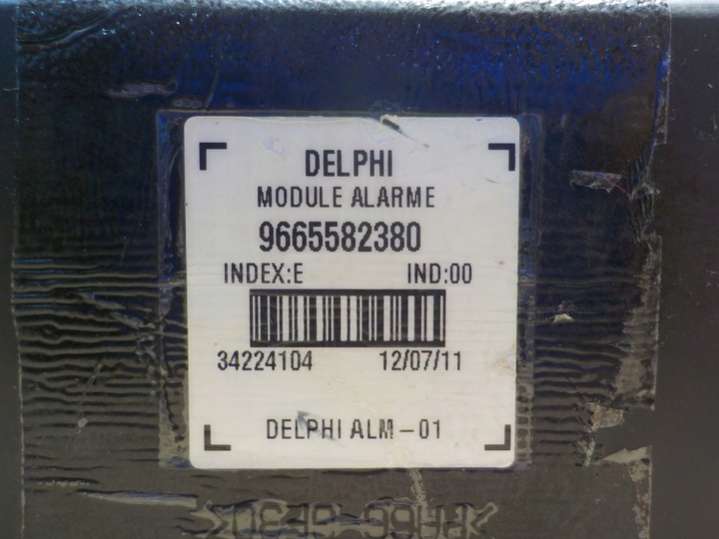 DELPHI
MODULE ALARME
9665582380
INDEX:E IND:00
34224104 12/07/11
DELPHI ALM-01